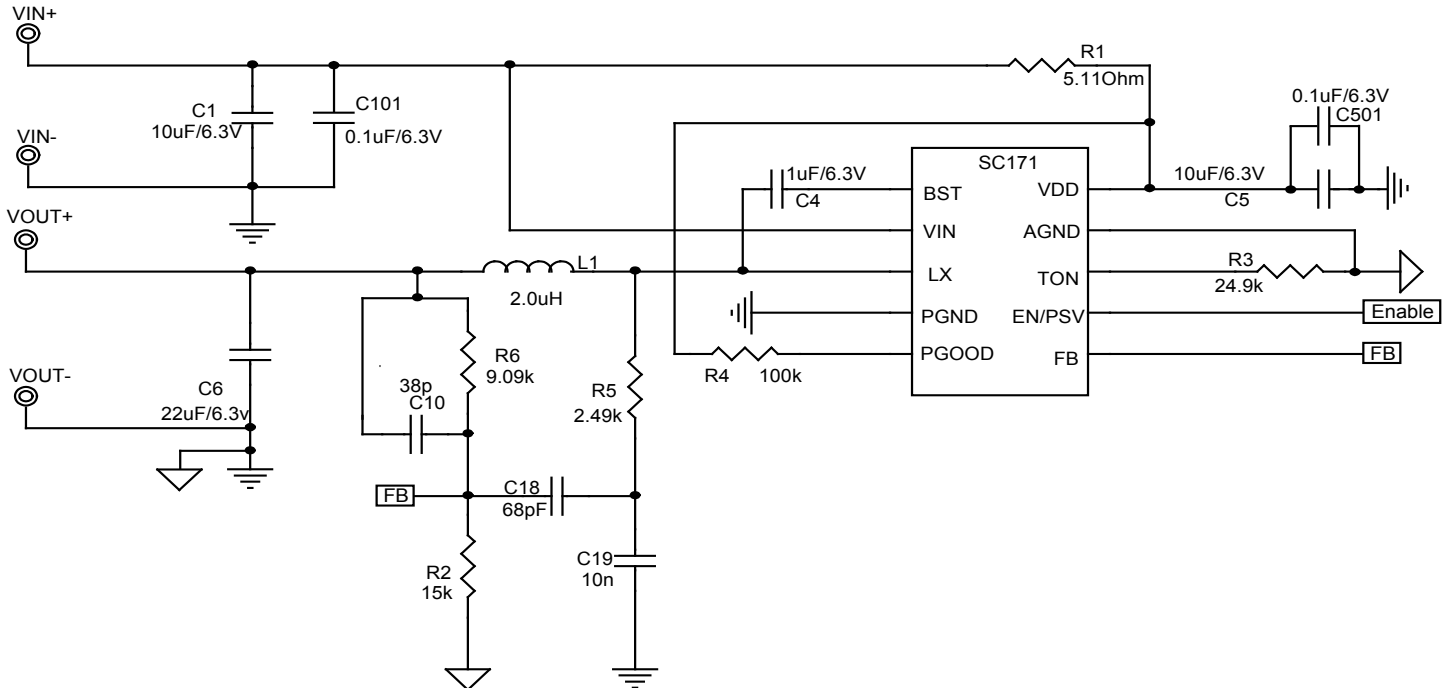 VIN+
R1
5.11Ohm
C1
10uF/6.3V
C101
0.1uF/6.3V
0.1uF/6.3V
C501
VIN-
SC171
1uF/6.3V
C4
BST
VDD
10uF/6.3V
C5
VOUT+
VIN
AGND
L1
2.0uH
LX
TON
R3
24.9k
PGND
EN/PSV
Enable
PGOOD
FB
FB
R4
100k
VOUT-
C6
22uF/6.3v
R6
9.09k
38p
C10
R5
2.49k
FB
C18
68pF
R2
15k
C19
10n